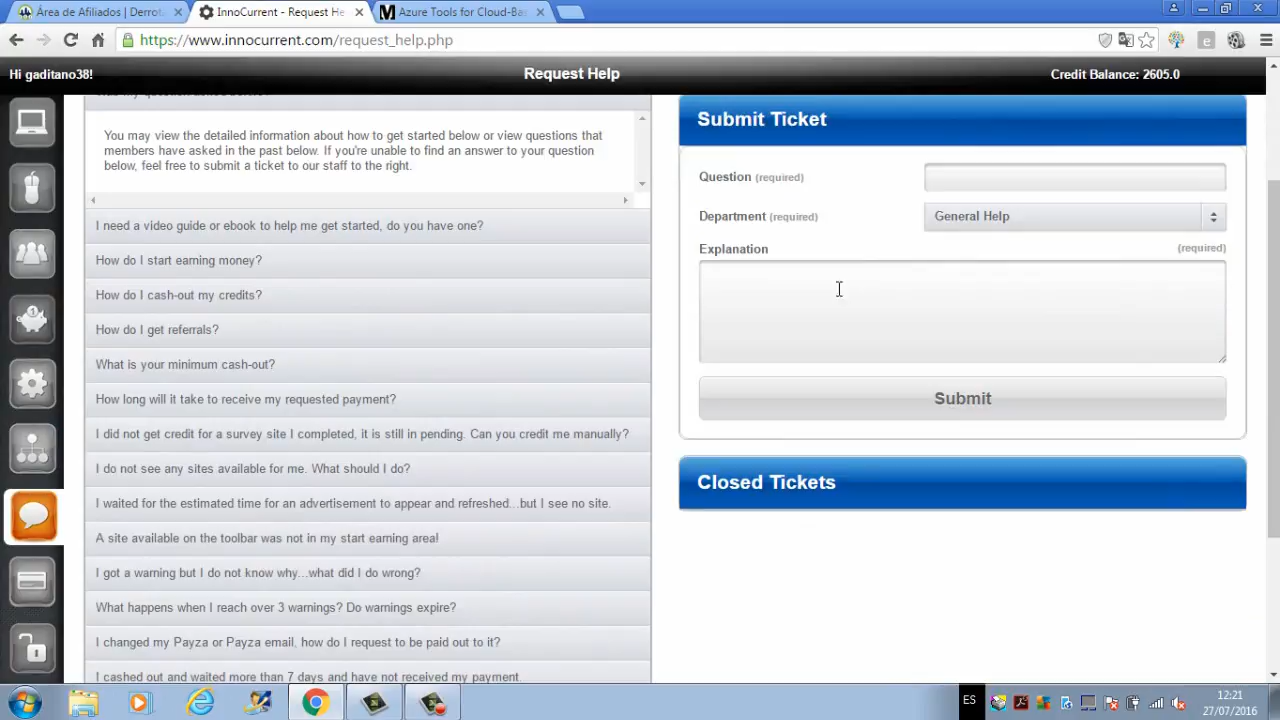 Área de Afiliados | Derrota
InnoCurrent - Request He
Azure Tools for Cloud-Bas
https://www.innocurrent.com/request_help.php
Hi gaditano38!
Request Help
Credit Balance: 2605.0
You may view the detailed information about how to get started below or view questions that
members have asked in the past below. If you're unable to find an answer to your question
below, feel free to submit a ticket to our staff to the right.
I need a video guide or ebook to help me get started, do you have one?
How do I start earning money?
How do I cash-out my credits?
How do I get referrals?
What is your minimum cash-out?
How long will it take to receive my requested payment?
I did not get credit for a survey site I completed, it is still in pending. Can you credit me manually?
I do not see any sites available for me. What should I do?
I waited for the estimated time for an advertisement to appear and refreshed...but I see no site.
A site available on the toolbar was not in my start earning area!
I got a warning but I do not know why...what did I do wrong?
What happens when I reach over 3 warnings? Do warnings expire?
I changed my Payza or Payza email, how do I request to be paid out to it?
I cashed out and waited more than 7 days and have not received my payment.
Submit Ticket
Question (required)
Department (required)
General Help
Explanation
(required)
Submit
Closed Tickets
ES
12:21
27/07/2016